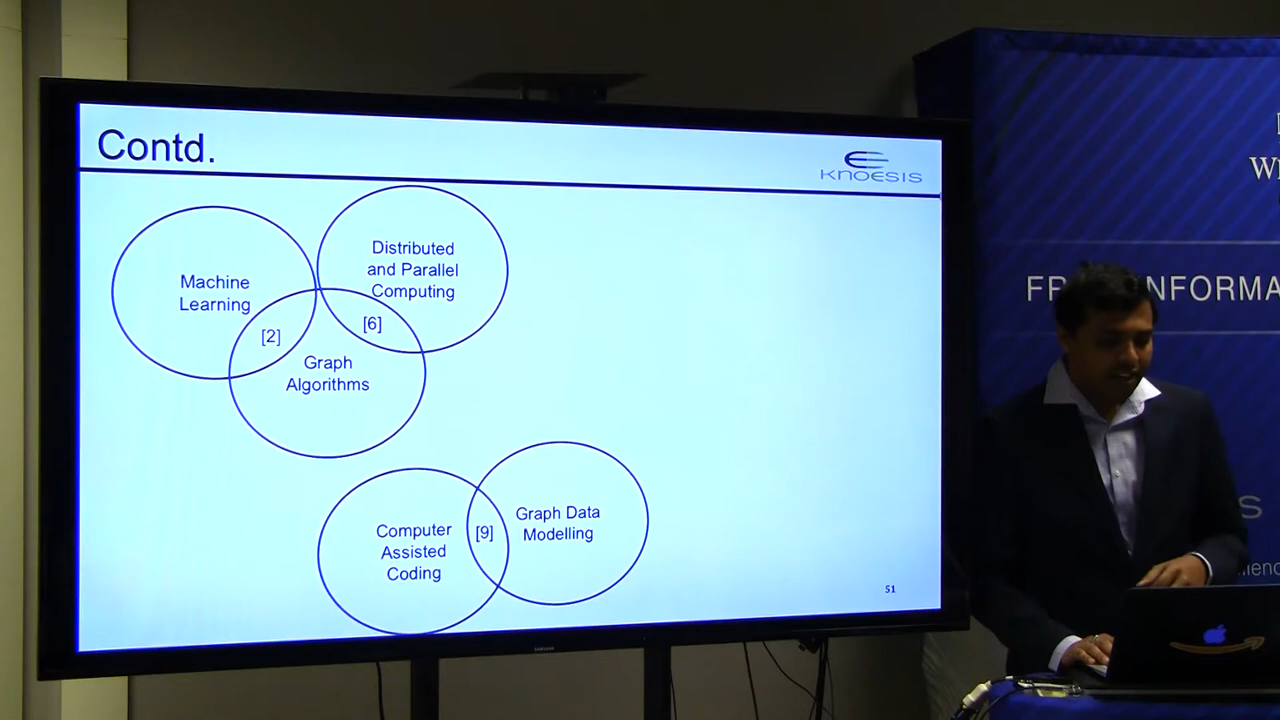 Contd.
KNOESIS
Distributed
and Parallel
Computing
Machine
Learning
[6]
[2]
Graph
Algorithms
Graph Data
Modelling
Computer
Assisted
Coding
[9]
51
SAMSUNG